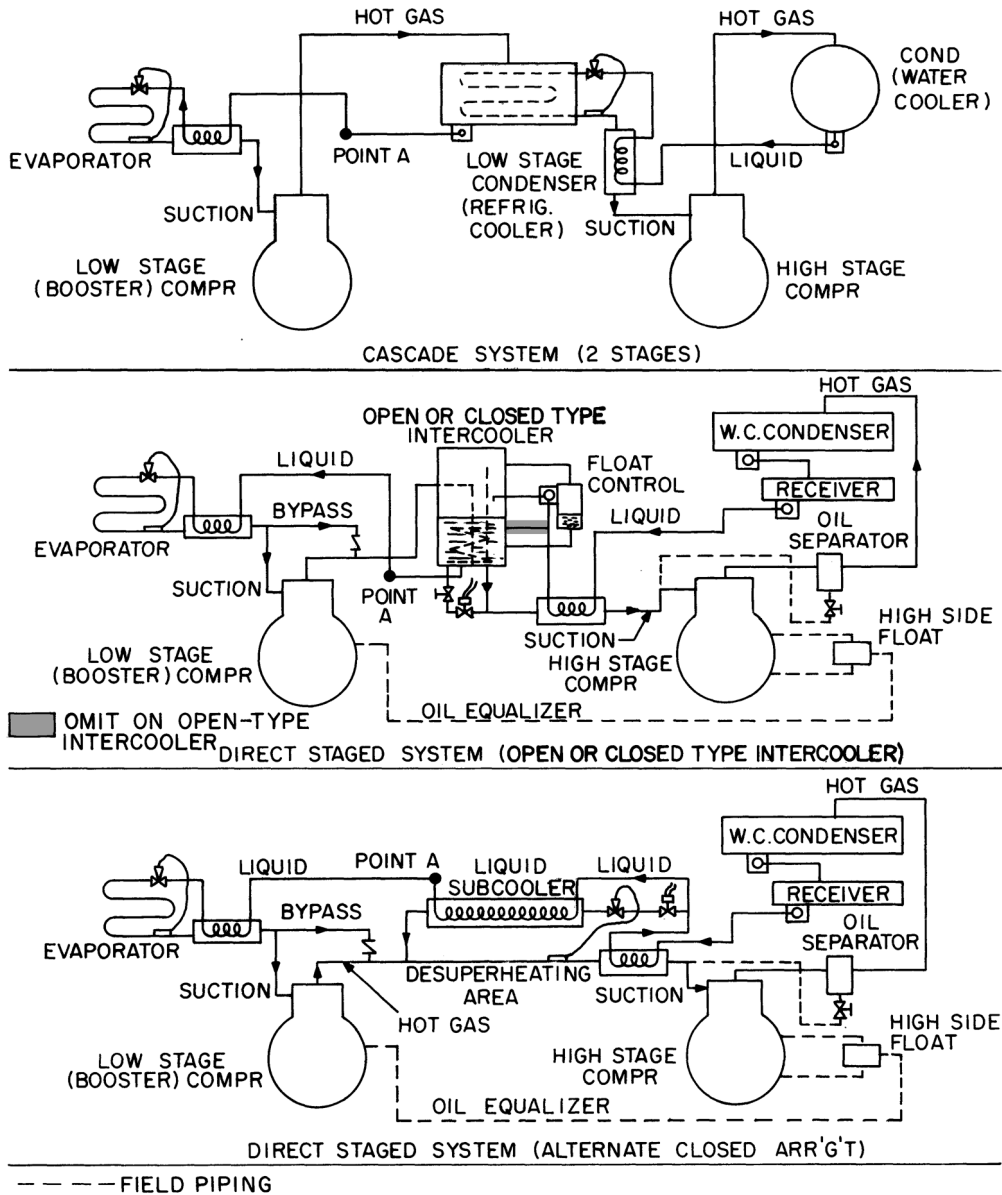 HOT GAS
HOT GAS
COND
(WATER
COOLER)
EVAPORATOR
POINT A
LOW STAGE
CONDENSER
(REFRIG.
COOLER)
LIQUID
SUCTION
SUCTION
LOW STAGE
(BOOSTER) COMPR
HIGH STAGE
COMPR
CASCADE SYSTEM (2 STAGES)
HOT GAS
OPEN OR CLOSED TYPE
INTERCOOLER
W.C. CONDENSER
LIQUID
FLOAT
CONTROL
RECEIVER
BYPASS
LIQUID
OIL
SEPARATOR
EVAPORATOR
SUCTION
POINT
A
SUCTION
HIGH SIDE
FLOAT
LOW STAGE
(BOOSTER) COMPR
HIGH STAGE
COMPR
OIL EQUALIZER
OMIT ON OPEN-TYPE
INTERCOOLER
DIRECT STAGED SYSTEM (OPEN OR CLOSED TYPE INTERCOOLER)
HOT GAS
W.C. CONDENSER
POINT A
LIQUID
LIQUID
SUBCOOLER
LIQUID
RECEIVER
BYPASS
OIL
SEPARATOR
EVAPORATOR
DESUPERHEATING
AREA
SUCTION
SUCTION
HOT GAS
HIGH SIDE
FLOAT
LOW STAGE
(BOOSTER) COMPR
HIGH STAGE
COMPR
OIL EQUALIZER
DIRECT STAGED SYSTEM (ALTERNATE CLOSED ARR'G'T)
FIELD PIPING